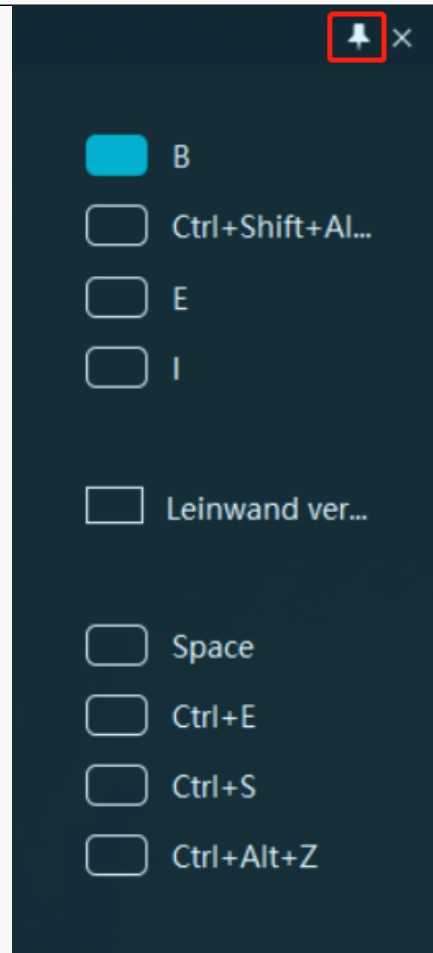 B
Ctrl+Shift+Al...
E
I
Leinwand ver...
Space
Ctrl+E
Ctrl+S
Ctrl+Alt+Z